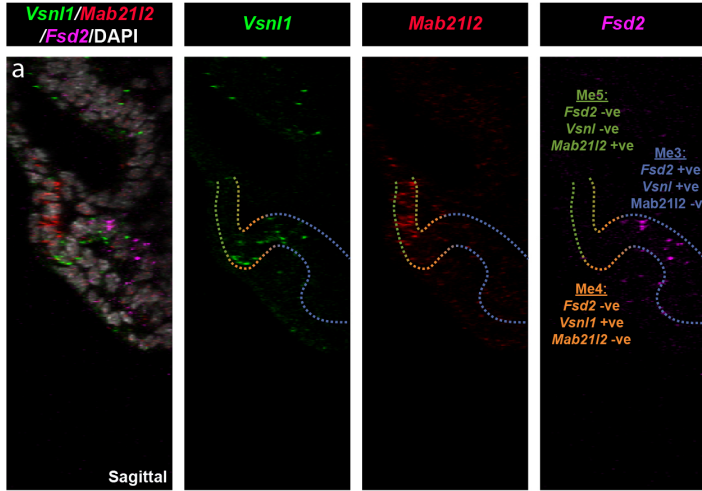 Vsnl1/Mab21l2
/Fsd2/DAPI
Vsnl1
Mab21l2
Fsd2
a
Me5:
Fsd2 -ve
Vsnl -ve
Mab21l2 +ve
Me3:
Fsd2 +ve
Vsnl +ve
Mab21l2 -v
Me4:
Fsd2 -ve
Vsnl1 +ve
Mab21l2 -ve
Sagittal